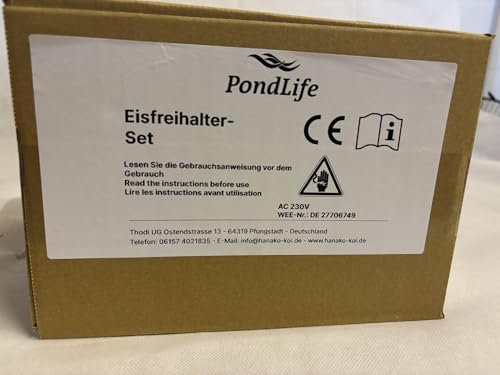 PondLife
Eisfreihalter-
Set
CE
i
Lesen Sie die Gebrauchsanweisung vor dem
Gebrauch
Read the instructions before use
Lire les instructions avant utilisation
AC 230V
WEE-Nr.: DE 27706749
Thodi UG Ostendstrasse 13 - 64319 Pfungstadt - Deutschland
Telefon: 06157 4021835 - E-Mail: info@hanako-koi.de - www.hanako-koi.de